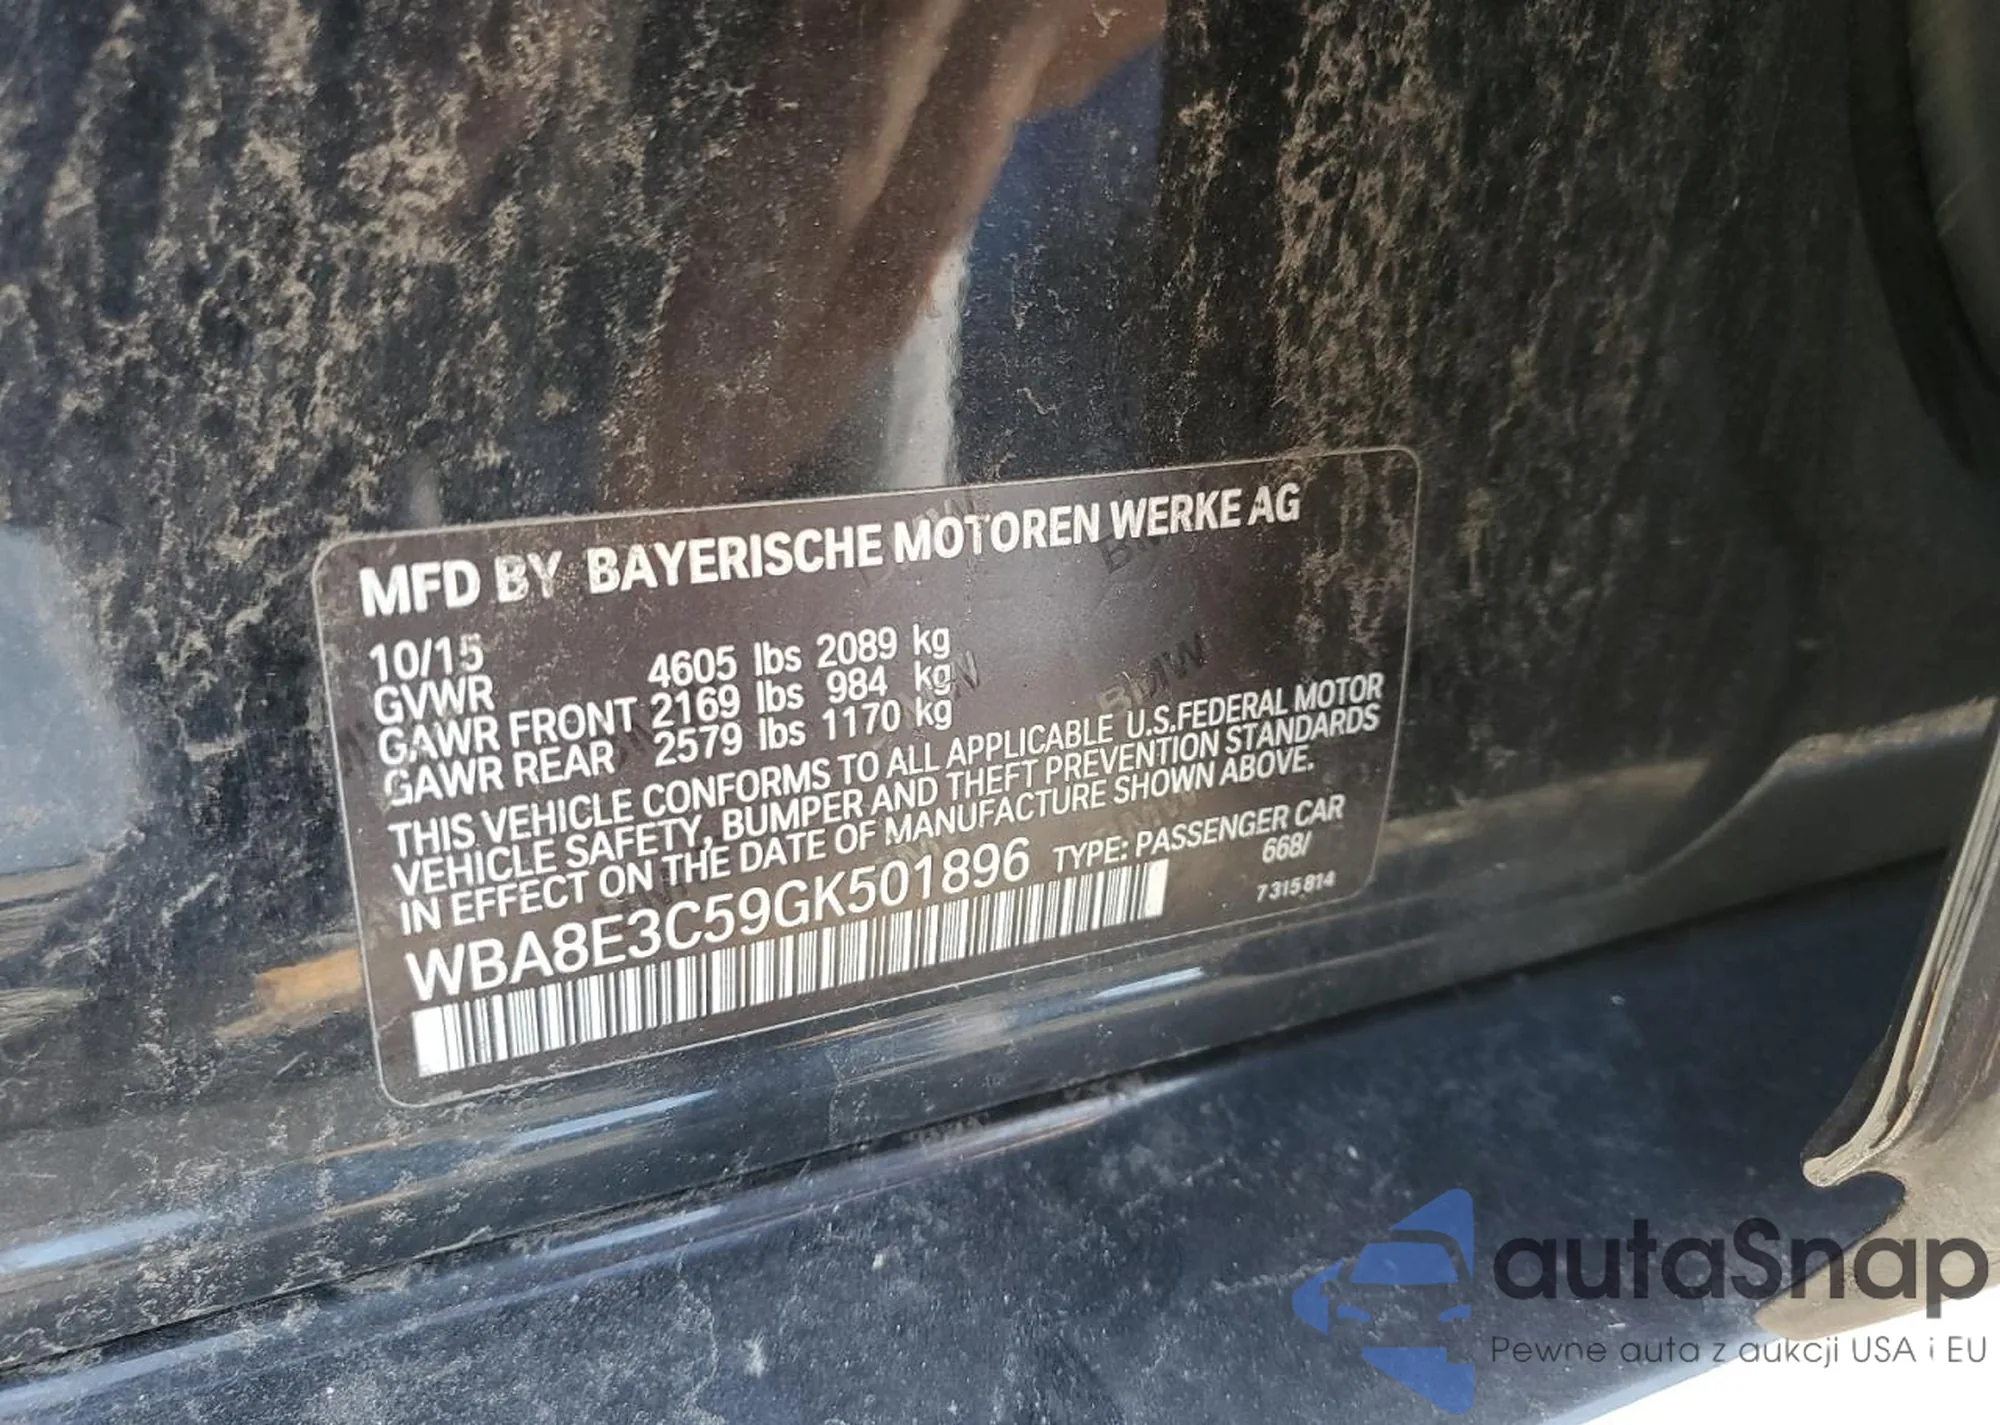 MFD BY BAYERISCHE MOTOREN WERKE AG
10/15
GVWR 4605 lbs 2089 kg
GAWR FRONT 2169 lbs 984 kg
GAWR REAR 2579 lbs 1170 kg
THIS VEHICLE CONFORMS TO ALL APPLICABLE U.S.FEDERAL MOTOR
VEHICLE SAFETY, BUMPER AND THEFT PREVENTION STANDARDS
IN EFFECT ON THE DATE OF MANUFACTURE SHOWN ABOVE.
WBA8E3C59GK501896 TYPE: PASSENGER CAR
668/
7 315 814
autaSnap
Pewne auta z aukcji USA i EU